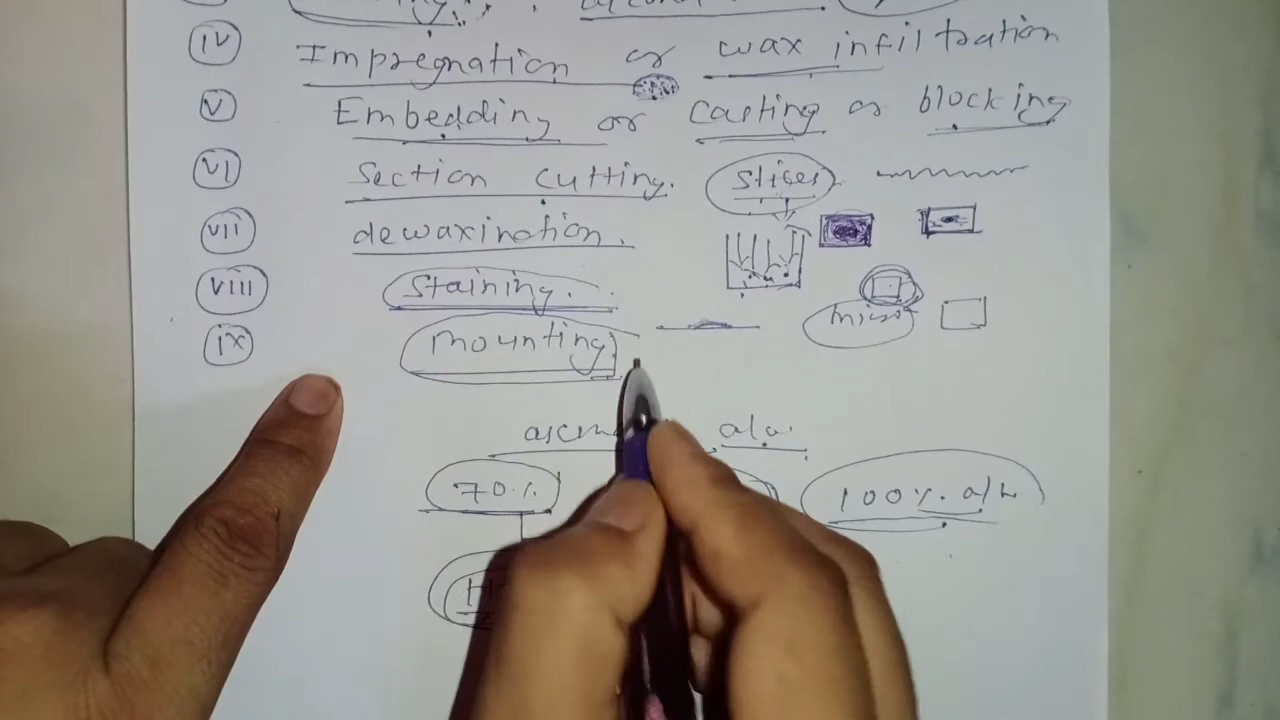 iv Impregnation or wax infiltration
v Embedding or casting or blocking
vi Section cutting. slices
vii dewaxination.
viii Staining.
ix mounting
70%. 100%. alc